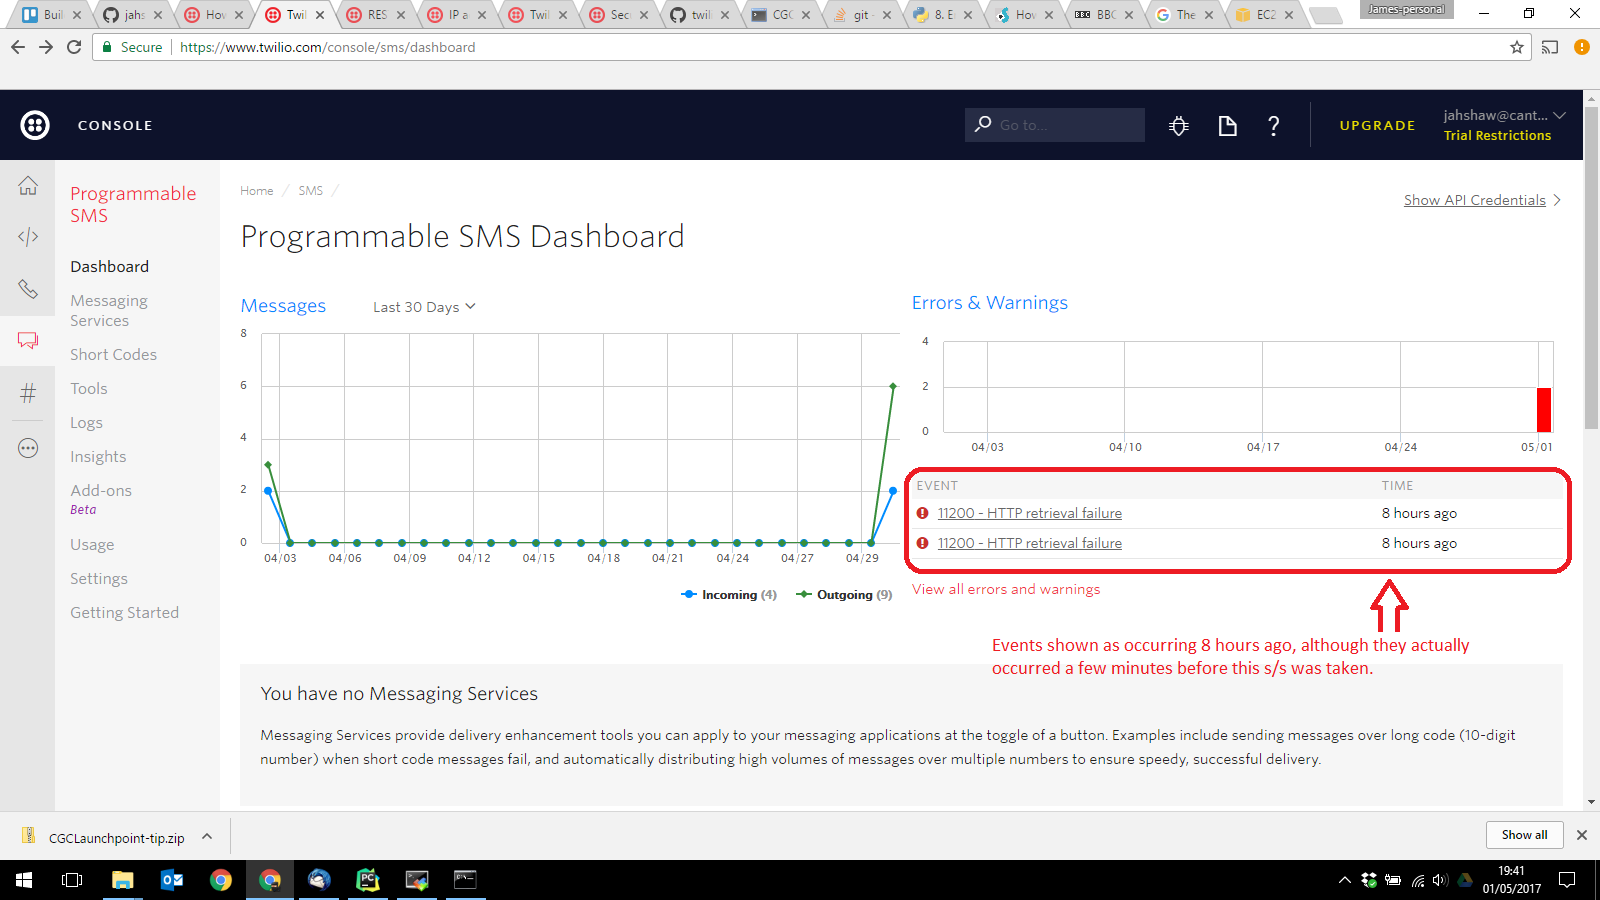 Buil
jahs
How
Twil
RES
IP a
Twil
Secu
twil
CGC
git -
8. E
How
BBC
BBC
The
EC2
James-personal
Secure
https://www.twilio.com/console/sms/dashboard
CONSOLE
Go to...
UPGRADE
jahshaw@cant...
Trial Restrictions
Programmable
SMS
Dashboard
Messaging
Services
Short Codes
Tools
Logs
Insights
Add-ons
Beta
Usage
Settings
Getting Started
Home / SMS /
Show API Credentials
Programmable SMS Dashboard
Messages
Last 30 Days
8
6
4
2
0
04/03 04/06 04/09 04/12 04/15 04/18 04/21 04/24 04/27 04/29
Incoming (4) Outgoing (9)
Errors & Warnings
4
2
0
04/03 04/10 04/17 04/24 05/01
EVENT TIME
11200 - HTTP retrieval failure 8 hours ago
11200 - HTTP retrieval failure 8 hours ago
View all errors and warnings
Events shown as occurring 8 hours ago, although they actually
occurred a few minutes before this s/s was taken.
You have no Messaging Services
Messaging Services provide delivery enhancement tools you can apply to your messaging applications at the toggle of a button. Examples include sending messages over long code (10-digit
number) when short code messages fail, and automatically distributing high volumes of messages over multiple numbers to ensure speedy, successful delivery.
CGCLaunchpoint-tip.zip
Show all
19:41
01/05/2017